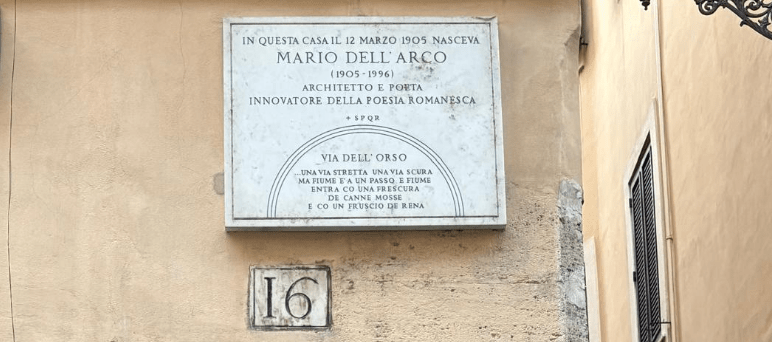 IN QUESTA CASA IL 12 MARZO 1905 NASCEVA
MARIO DELL'ARCO
(1905-1996)
ARCHITETTO E POETA
INNOVATORE DELLA POESIA ROMANESCA
+ SPQR
VIA DELL'ORSO
...UNA VIA STRETTA UNA VIA SCURA
MA FIUME E' A UN PASSO E FIUME
ENTRA CO UNA FRESCURA
DE CANNE MOSSE
E CO UN FRUSCIO DE RENA
16